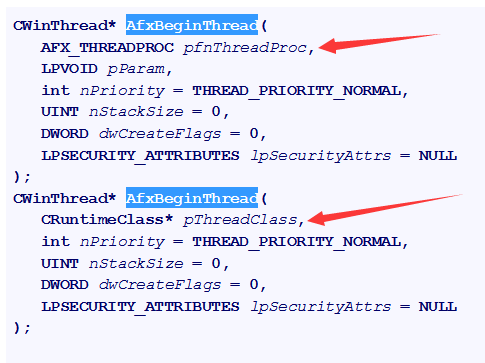 CWinThread* AfxBeginThread(
AFX_THREADPROC pfnThreadProc,
LPVOID pParam,
int nPriority = THREAD_PRIORITY_NORMAL,
UINT nStackSize = 0,
DWORD dwCreateFlags = 0,
LPSECURITY_ATTRIBUTES lpSecurityAttrs = NULL
);
CWinThread* AfxBeginThread(
CRuntimeClass* pThreadClass,
int nPriority = THREAD_PRIORITY_NORMAL,
UINT nStackSize = 0,
DWORD dwCreateFlags = 0,
LPSECURITY_ATTRIBUTES lpSecurityAttrs = NULL
);